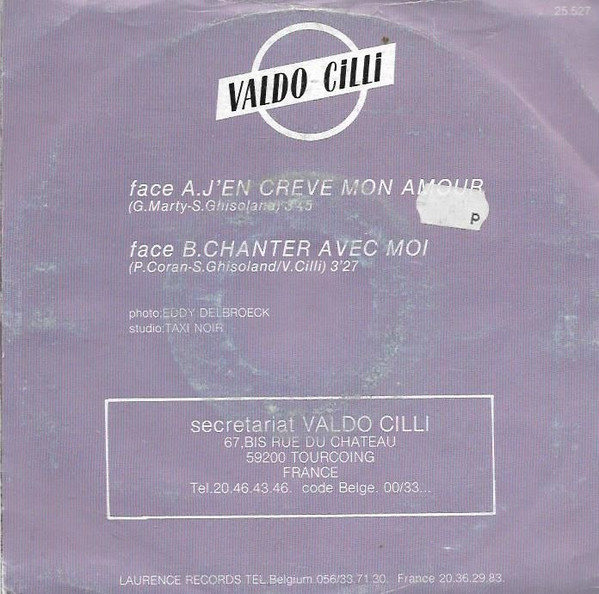 25.527
VALDO CiLLi
face A.J'EN CREVE MON AMOUR
(G.Marty-S.Ghisoland) 3'45
face B.CHANTER AVEC MOI
(P.Coran-S.Ghisoland/V.Cilli) 3'27
p
photo:EDDY DELBROECK
studio:TAXI NOIR
secretariat VALDO CILLI
67,BIS RUE DU CHATEAU
59200 TOURCOING
FRANCE
Tel.20.46.43.46. code Belge. 00/33...
LAURENCE RECORDS TEL.Belgium.056/33.71.30. France 20.36.29.83.